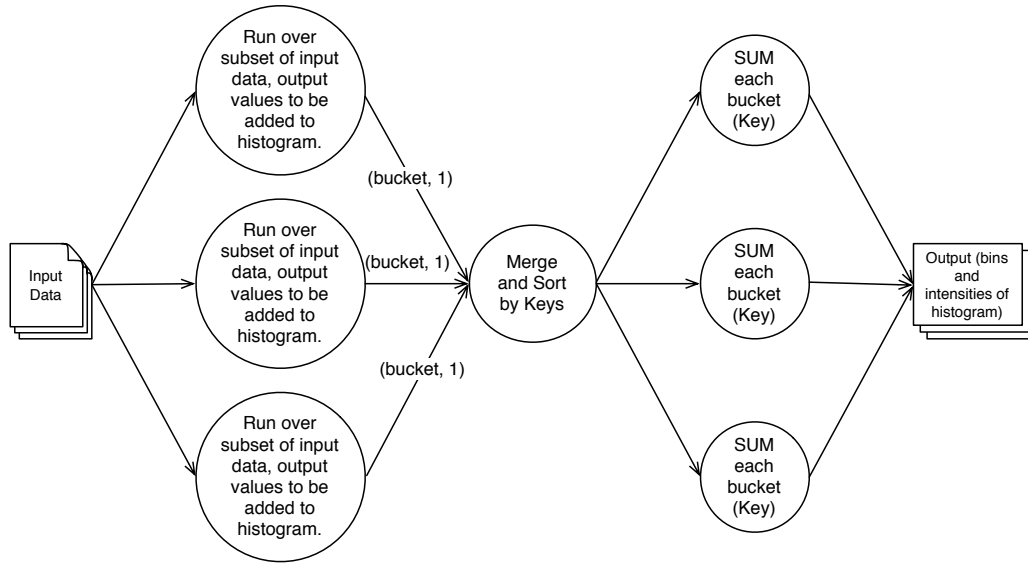 Run over
subset of input
data, output
values to be
added to
histogram.
SUM
each
bucket
(Key)
(bucket, 1)
Input
Data
Run over
subset of input
data, output
values to be
added to
histogram.
(bucket, 1)
Merge
and Sort
by Keys
SUM
each
bucket
(Key)
Output (bins
and
intensities of
histogram)
(bucket, 1)
Run over
subset of input
data, output
values to be
added to
histogram.
SUM
each
bucket
(Key)